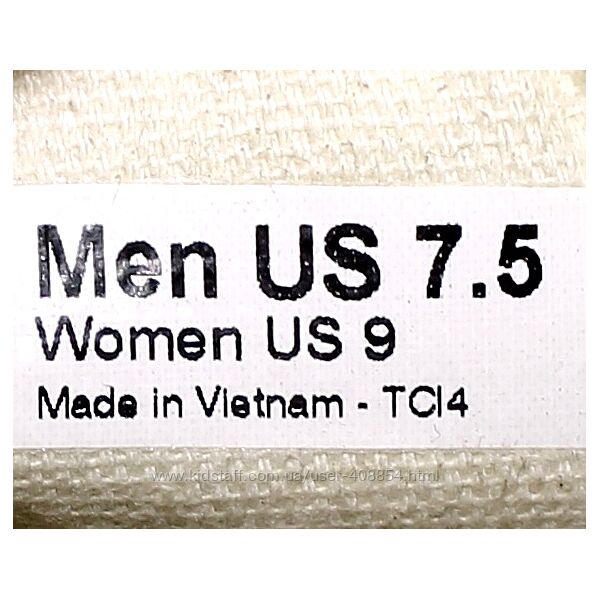 Men US 7.5
Women US 9
Made in Vietnam - TCI4
www.kidstaff.com.ua/user-408854.html